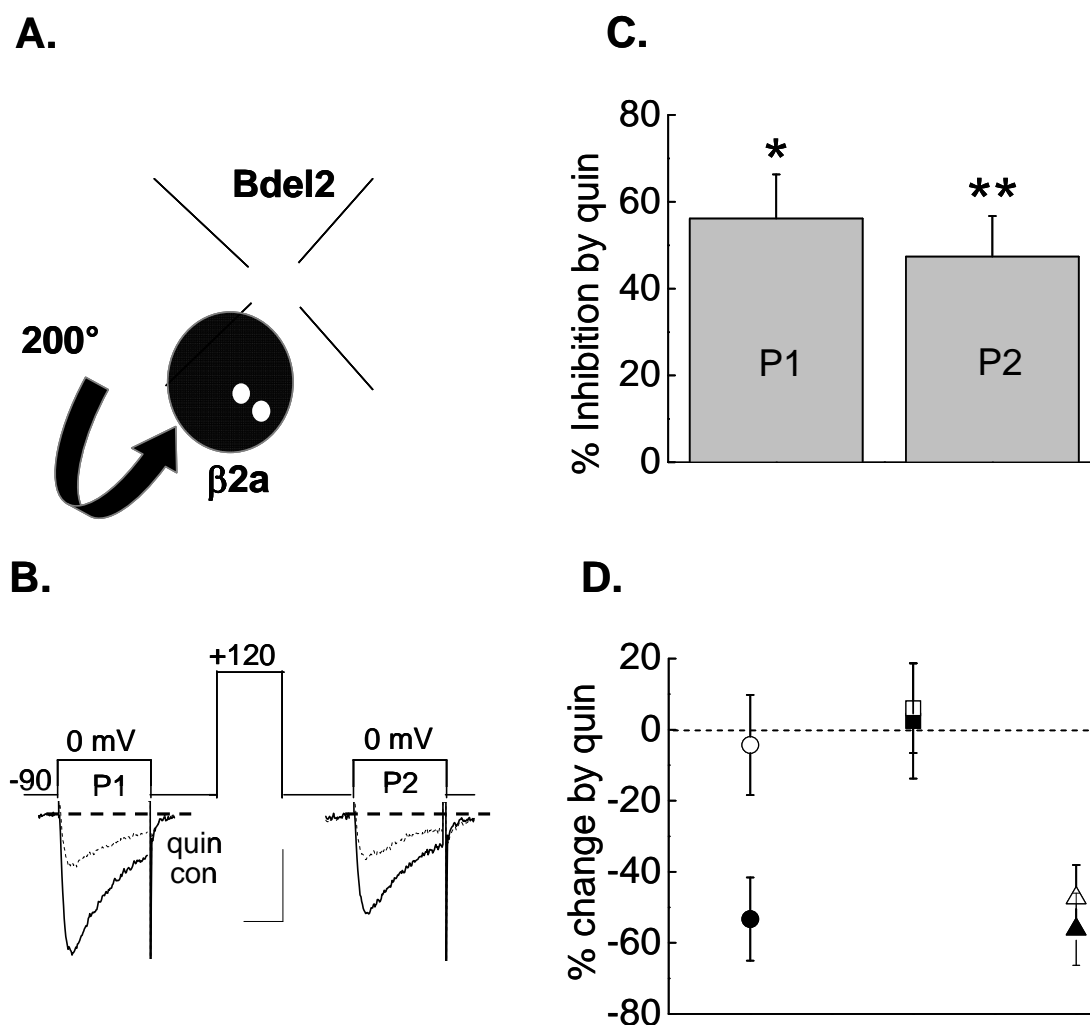 A.
Bdel2
200°
β2a
B.
+120
0 mV
0 mV
-90
P1
P2
quin
con
C.
% Inhibition by quin
80
60
40
20
0
*
**
P1
P2
D.
% change by quin
20
0
-20
-40
-60
-80